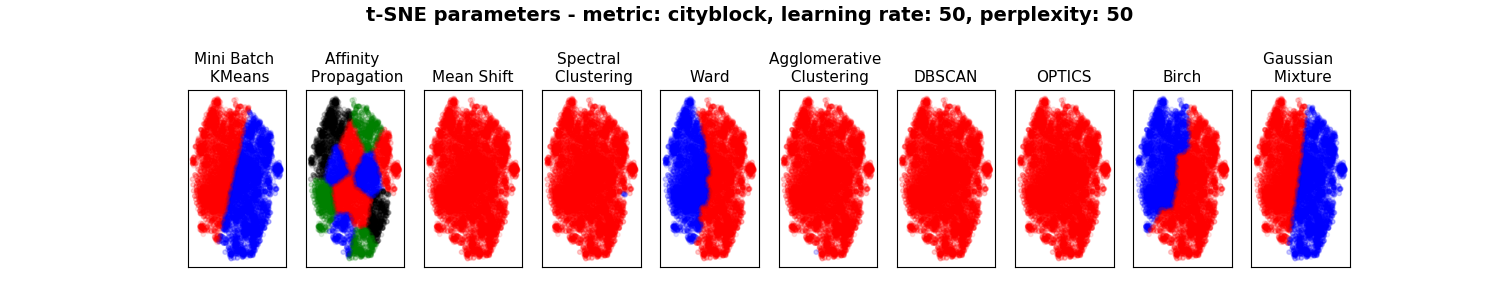 t-SNE parameters - metric: cityblock, learning rate: 50, perplexity: 50
Mini Batch
KMeans
Affinity
Propagation
Mean Shift
Spectral
Clustering
Ward
Agglomerative
Clustering
DBSCAN
OPTICS
Birch
Gaussian
Mixture